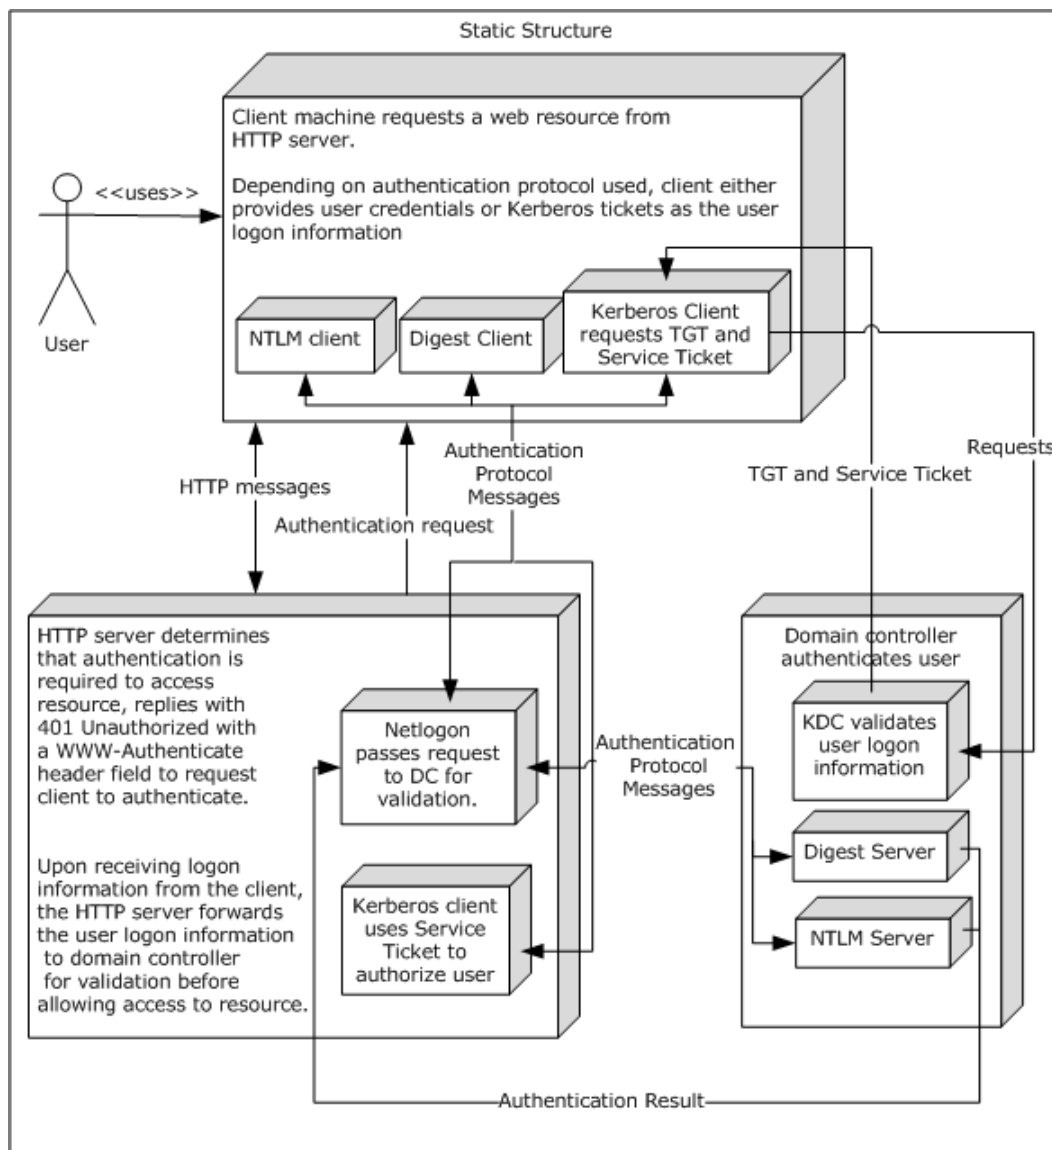 Static Structure
Client machine requests a web resource from
HTTP server.
Depending on authentication protocol used, client either
provides user credentials or Kerberos tickets as the user
logon information
<<uses>>
User
NTLM client
Digest Client
Kerberos Client
requests TGT and
Service Ticket
HTTP messages
Authentication request
Authentication
Protocol
Messages
TGT and Service Ticket
Requests
HTTP server determines
that authentication is
required to access
resource, replies with
401 Unauthorized with
a WWW-Authenticate
header field to request
client to authenticate.
Upon receiving logon
information from the client,
the HTTP server forwards
the user logon information
to domain controller
for validation before
allowing access to resource.
Netlogon
passes request
to DC for
validation.
Kerberos client
uses Service
Ticket to
authorize user
Authentication
Protocol
Messages
Domain controller
authenticates user
KDC validates
user logon
information
Digest Server
NTLM Server
Authentication Result